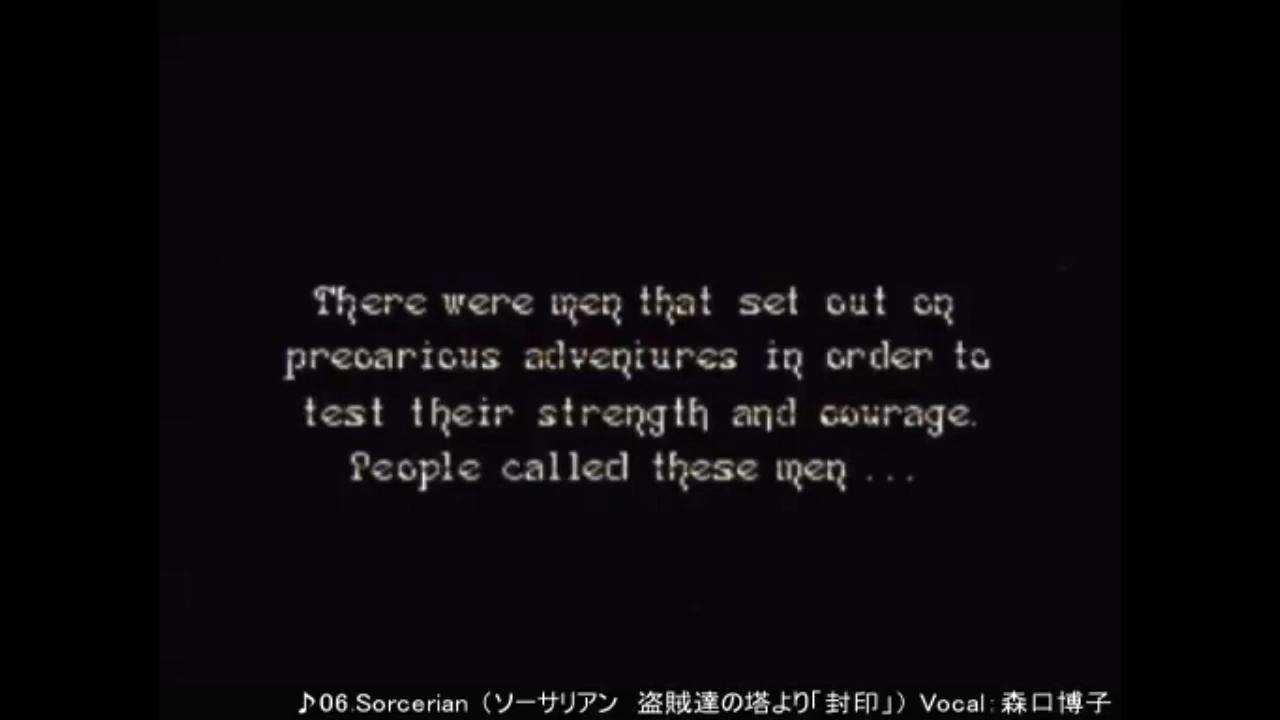 There were men that set out on
precarious adventures in order to
test their strength and courage.
People called these men ...
♪06.Sorcerian (ソーサリアン 盗賊達の塔より「封印」) Vocal:森口博子